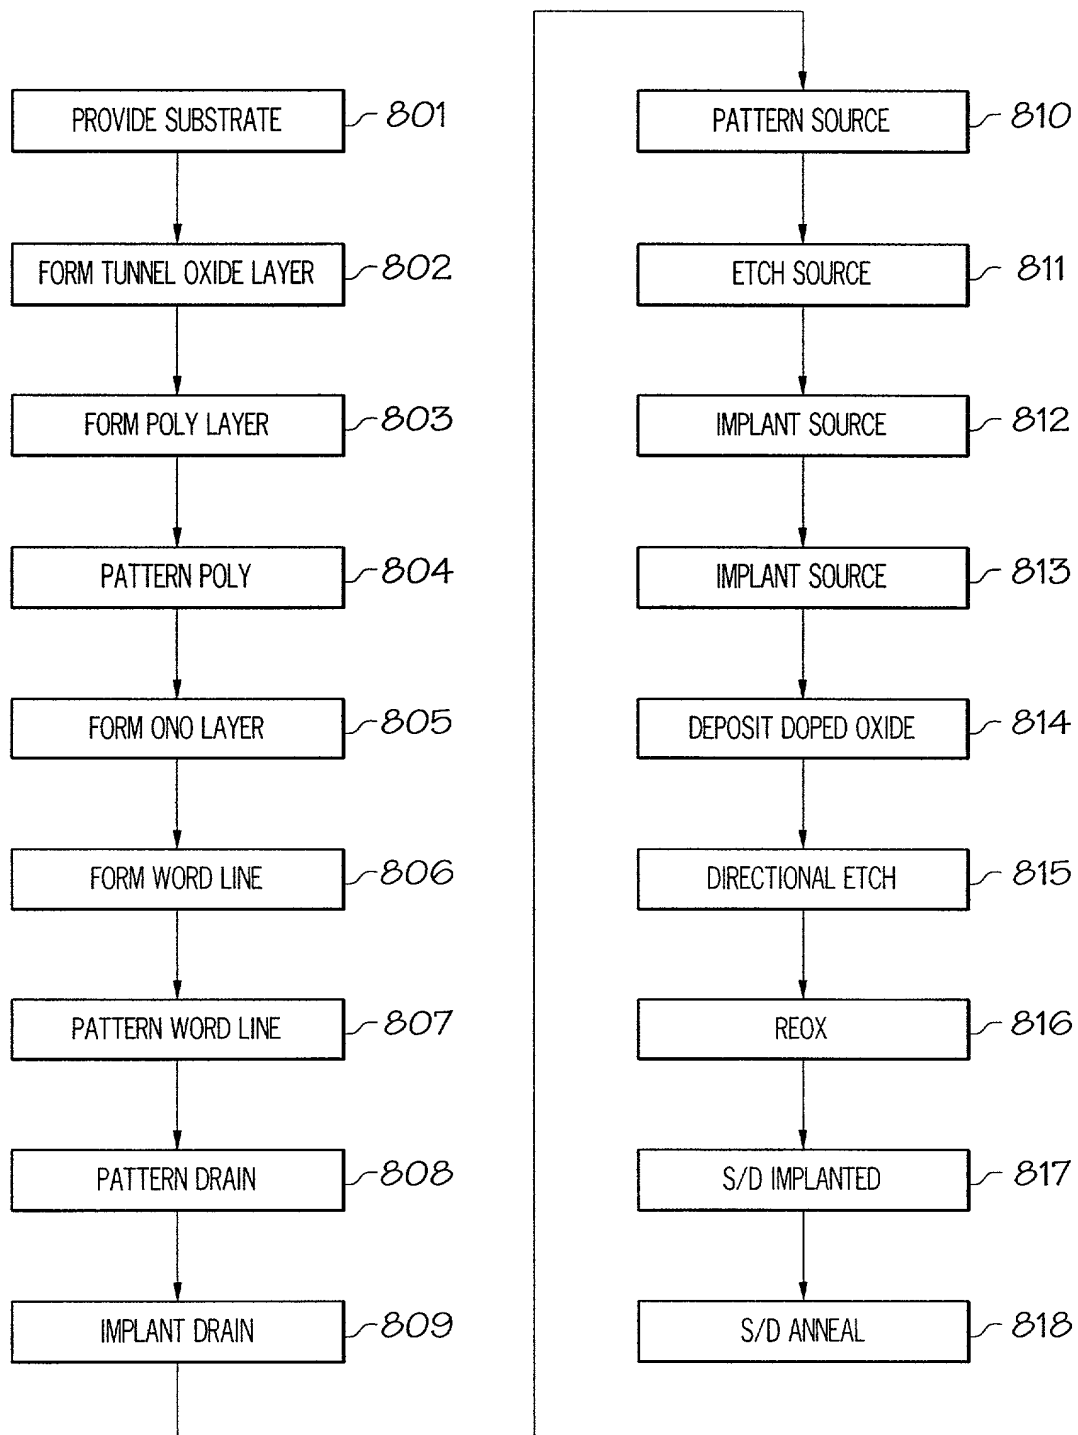 PROVIDE SUBSTRATE 801
FORM TUNNEL OXIDE LAYER 802
FORM POLY LAYER 803
PATTERN POLY 804
FORM ONO LAYER 805
FORM WORD LINE 806
PATTERN WORD LINE 807
PATTERN DRAIN 808
IMPLANT DRAIN 809
PATTERN SOURCE 810
ETCH SOURCE 811
IMPLANT SOURCE 812
IMPLANT SOURCE 813
DEPOSIT DOPED OXIDE 814
DIRECTIONAL ETCH 815
REOX 816
S/D IMPLANTED 817
S/D ANNEAL 818